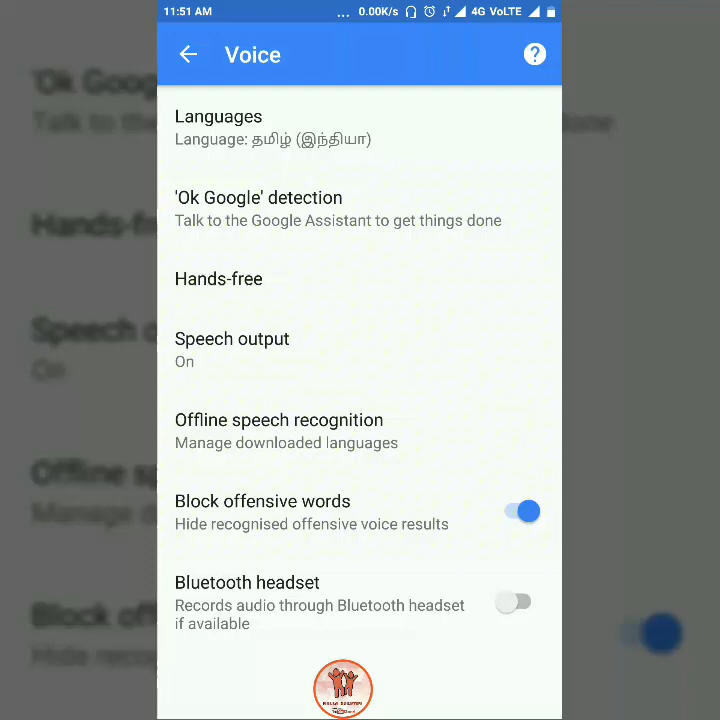 11:51 AM
... 0.00K/s 4G VoLTE
Voice
Languages
Language: தமிழ் (இந்தியா)
'Ok Google' detection
Talk to the Google Assistant to get things done
Hands-free
Speech output
On
Offline speech recognition
Manage downloaded languages
Block offensive words
Hide recognised offensive voice results
Bluetooth headset
Records audio through Bluetooth headset
if available